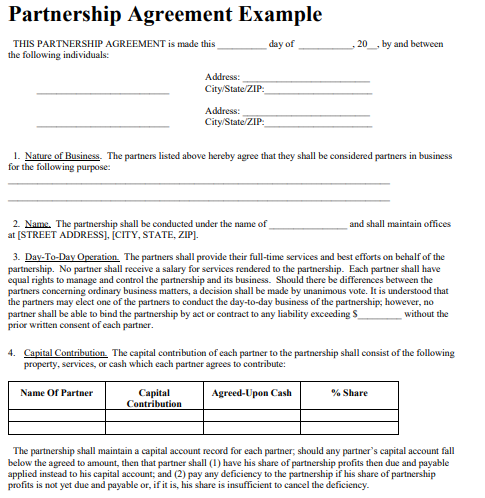 Partnership Agreement Example
THIS PARTNERSHIP AGREEMENT is made this __________ day of ___________, 20__, by and between
the following individuals:
Address: _______________________
City/State/ZIP:____________________
________________________
Address: _______________________
City/State/ZIP:____________________
________________________
1. Nature of Business. The partners listed above hereby agree that they shall be considered partners in business
for the following purpose:
______________________________________________________________________
______________________________________________________________________
2. Name. The partnership shall be conducted under the name of ______________ and shall maintain offices
at [STREET ADDRESS], [CITY, STATE, ZIP].
3. Day-To-Day Operation. The partners shall provide their full-time services and best efforts on behalf of the
partnership. No partner shall receive a salary for services rendered to the partnership. Each partner shall have
equal rights to manage and control the partnership and its business. Should there be differences between the
partners concerning ordinary business matters, a decision shall be made by unanimous vote. It is understood that
the partners may elect one of the partners to conduct the day-to-day business of the partnership; however, no
partner shall be able to bind the partnership by act or contract to any liability exceeding $________ without the
prior written consent of each partner.
4. Capital Contribution. The capital contribution of each partner to the partnership shall consist of the following
property, services, or cash which each partner agrees to contribute:
Name Of Partner Capital Agreed-Upon Cash % Share
Contribution
The partnership shall maintain a capital account record for each partner; should any partner's capital account fall
below the agreed to amount, then that partner shall (1) have his share of partnership profits then due and payable
applied instead to his capital account; and (2) pay any deficiency to the partnership if his share of partnership
profits is not yet due and payable or, if it is, his share is insufficient to cancel the deficiency.